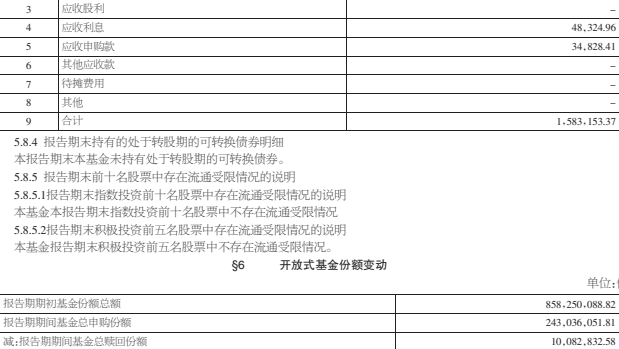 3 应收股利 –
4 应收利息 48,324.96
5 应收申购款 34,828.41
6 其他应收款 –
7 待摊费用 –
8 其他 –
9 合计 1,583,153.37
5.8.4 报告期末持有的处于转股期的可转换债券明细
本报告期末本基金未持有处于转股期的可转换债券。
5.8.5 报告期末前十名股票中存在流通受限情况的说明
5.8.5.1报告期末指数投资前十名股票中存在流通受限情况的说明
本基金本报告期末指数投资前十名股票中不存在流通受限情况
5.8.5.2报告期末积极投资前五名股票中存在流通受限情况的说明
本基金报告期末积极投资前五名股票中不存在流通受限情况。
§6 开放式基金份额变动
单位:
报告期期初基金份额总额 858,250,088.82
报告期期间基金总申购份额 243,036,051.81
减:报告期期间基金总赎回份额 10,082,832.58